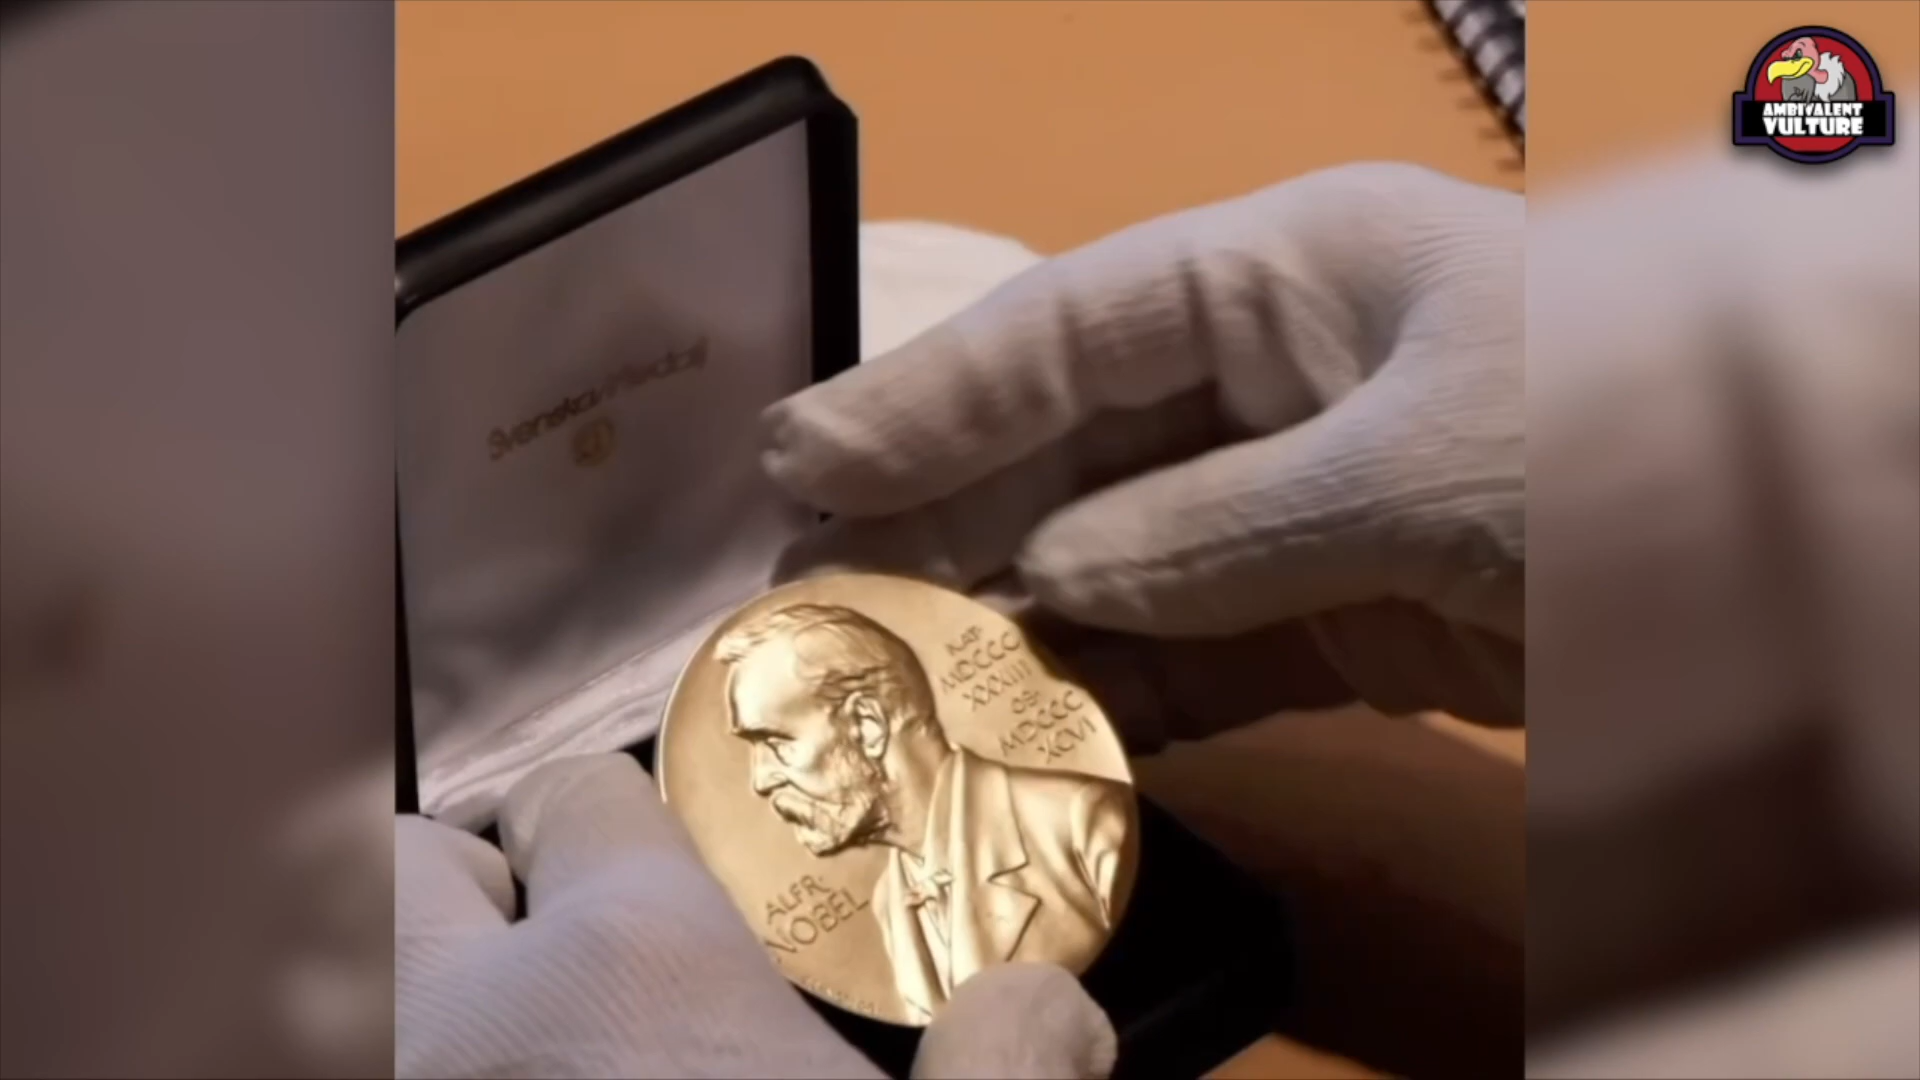 AMBIVALENT
VULTURE
Svenska Medalj
NAT·
MDCCC
XXXIII
OB·
MDCCC
XCVI
ALFR·
NOBEL